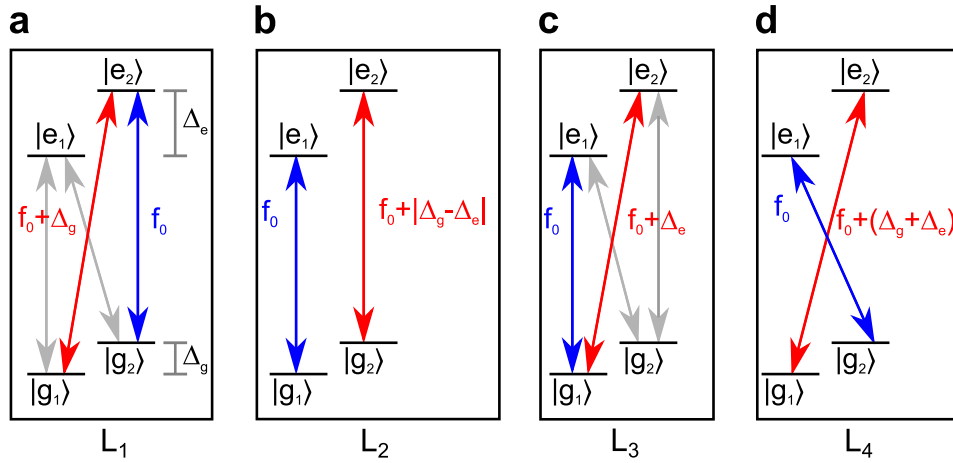 a
|e₂⟩
Δₑ
|e₁⟩
f₀+Δg
f₀
|g₂⟩
Δg
|g₁⟩
L₁
b
|e₂⟩
|e₁⟩
f₀
f₀+|Δg-Δₑ|
|g₂⟩
|g₁⟩
L₂
c
|e₂⟩
|e₁⟩
f₀
f₀+Δₑ
|g₂⟩
|g₁⟩
L₃
d
|e₂⟩
|e₁⟩
f₀
f₀+(Δg+Δₑ)
|g₂⟩
|g₁⟩
L₄